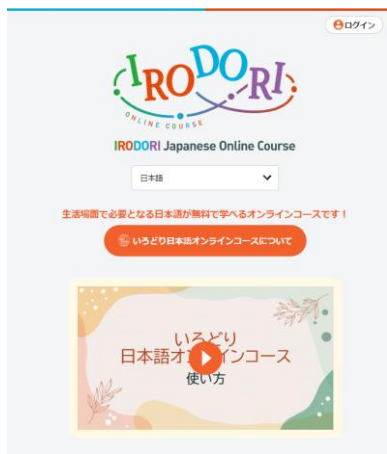 ログイン
IRODORI
ONLINE COURSE
IRODORI Japanese Online Course
日本語
生活場面で必要となる日本語が無料で学べるオンラインコースです！
いろどり日本語オンラインコースについて
いろどり
日本語オンラインコース
使い方